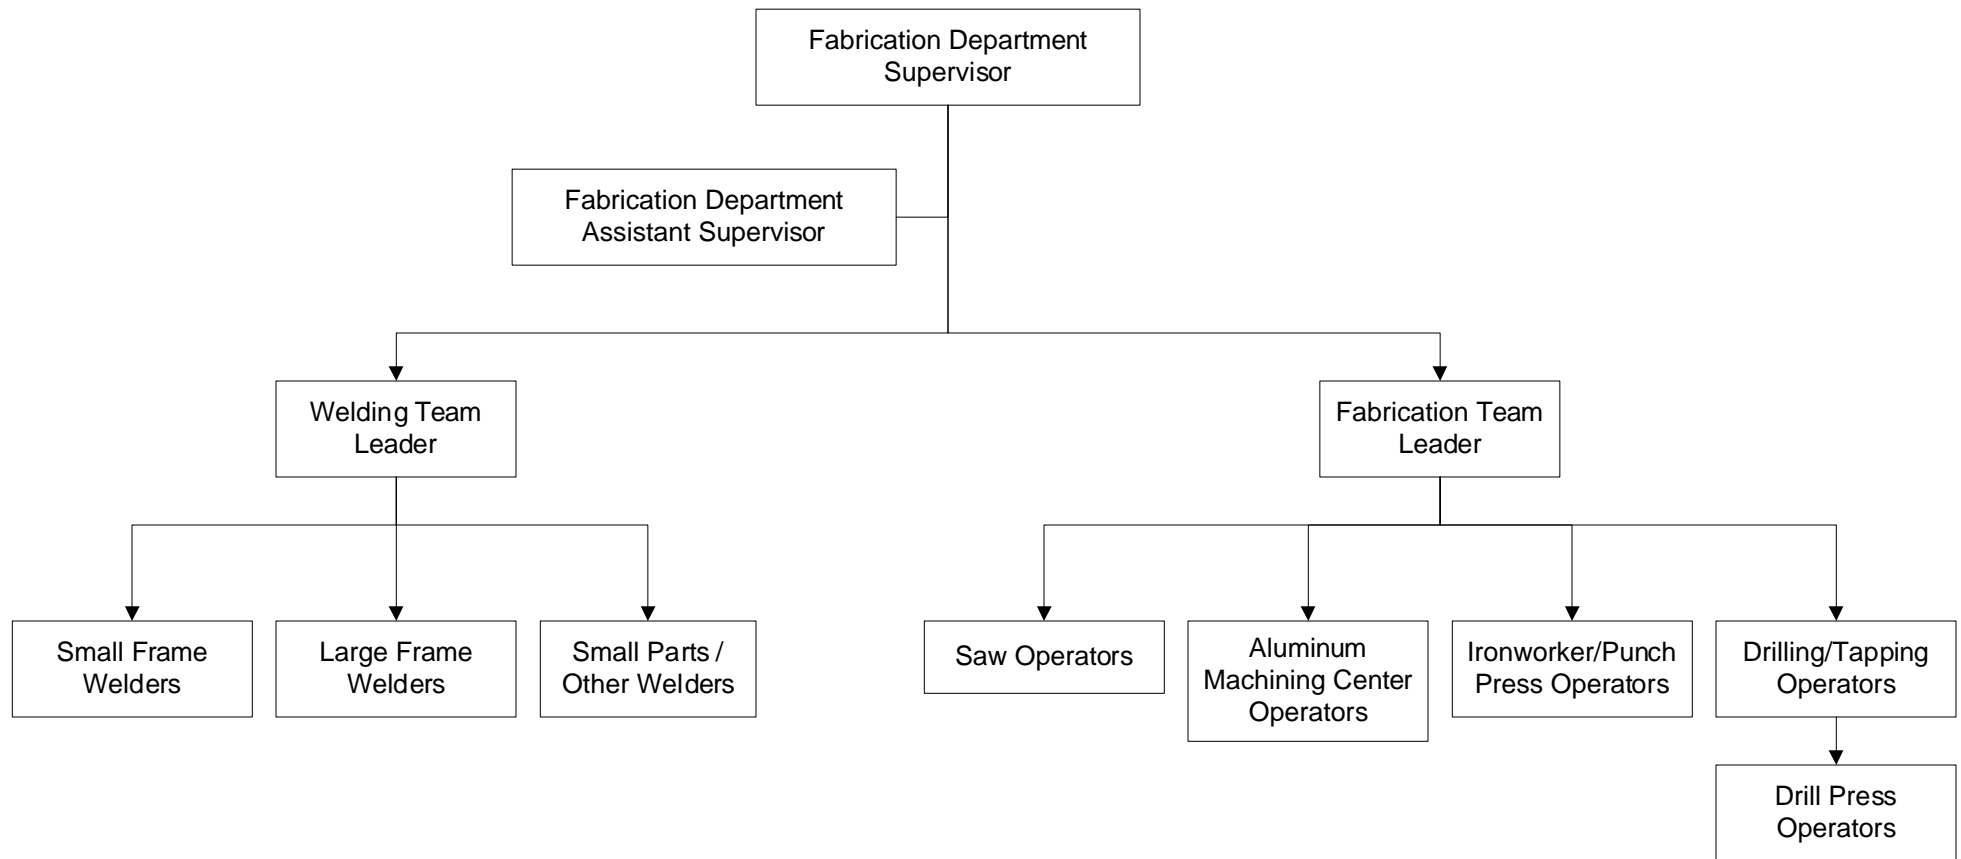 Fabrication Department
Supervisor
Fabrication Department
Assistant Supervisor
Welding Team
Leader
Fabrication Team
Leader
Small Frame
Welders
Large Frame
Welders
Small Parts /
Other Welders
Saw Operators
Aluminum
Machining Center
Operators
Ironworker/Punch
Press Operators
Drilling/Tapping
Operators
Drill Press
Operators